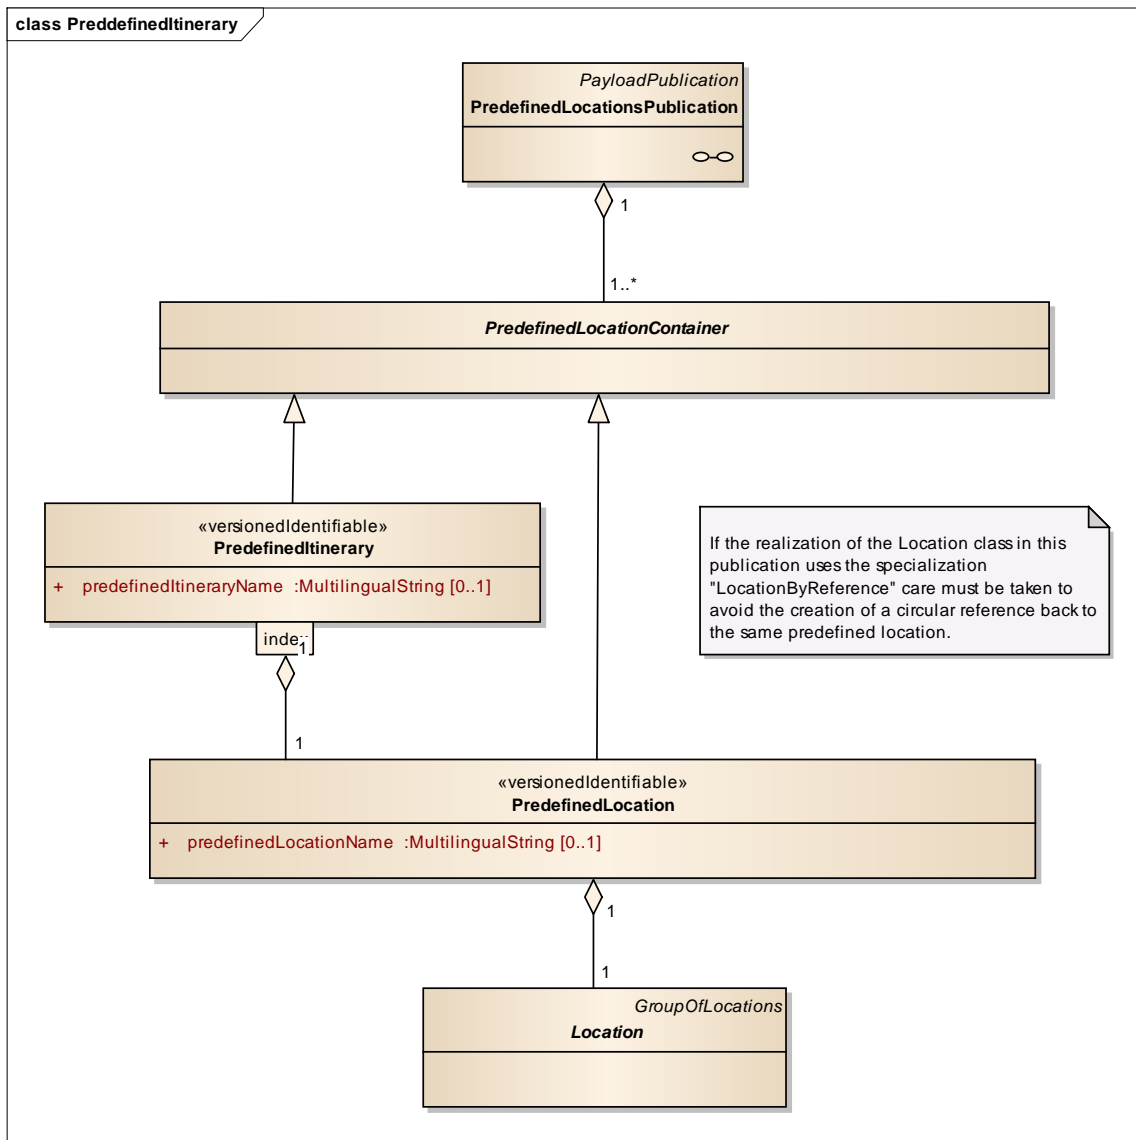 class PreddefinedItinerary
PayloadPublication
PredefinedLocationsPublication
1
1..*
PredefinedLocationContainer
«versionedIdentifiable»
PredefinedItinerary
+ predefinedItineraryName :MultilingualString [0..1]
If the realization of the Location class in this
publication uses the specialization
"LocationByReference" care must be taken to
avoid the creation of a circular reference back to
the same predefined location.
index
1
1
«versionedIdentifiable»
PredefinedLocation
+ predefinedLocationName :MultilingualString [0..1]
1
1
GroupOfLocations
Location